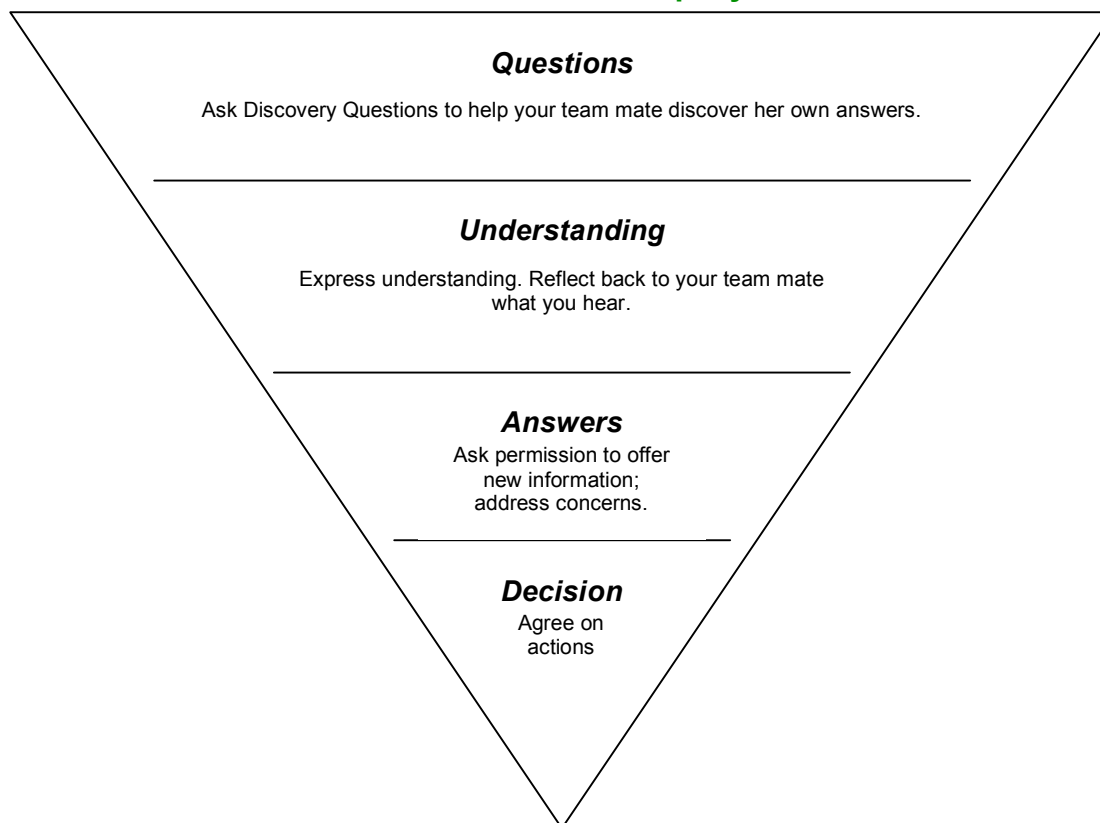 Questions
Ask Discovery Questions to help your team mate discover her own answers.
Understanding
Express understanding. Reflect back to your team mate
what you hear.
Answers
Ask permission to offer
new information;
address concerns.
Decision
Agree on
actions